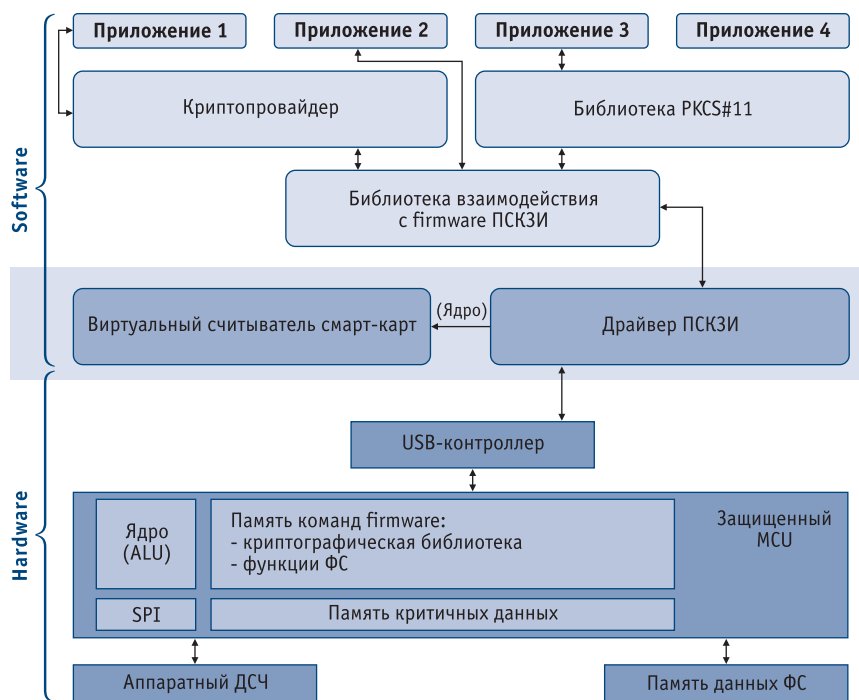 Приложение 1
Приложение 2
Приложение 3
Приложение 4
Криптопровайдер
Библиотека PKCS#11
Библиотека взаимодействия
с firmware ПСКЗИ
Software
Виртуальный считыватель смарт-карт
(Ядро)
Драйвер ПСКЗИ
USB-контроллер
Hardware
Ядро
(ALU)
Память команд firmware:
- криптографическая библиотека
- функции ФС
Защищенный
MCU
SPI
Память критичных данных
Аппаратный ДСЧ
Память данных ФС